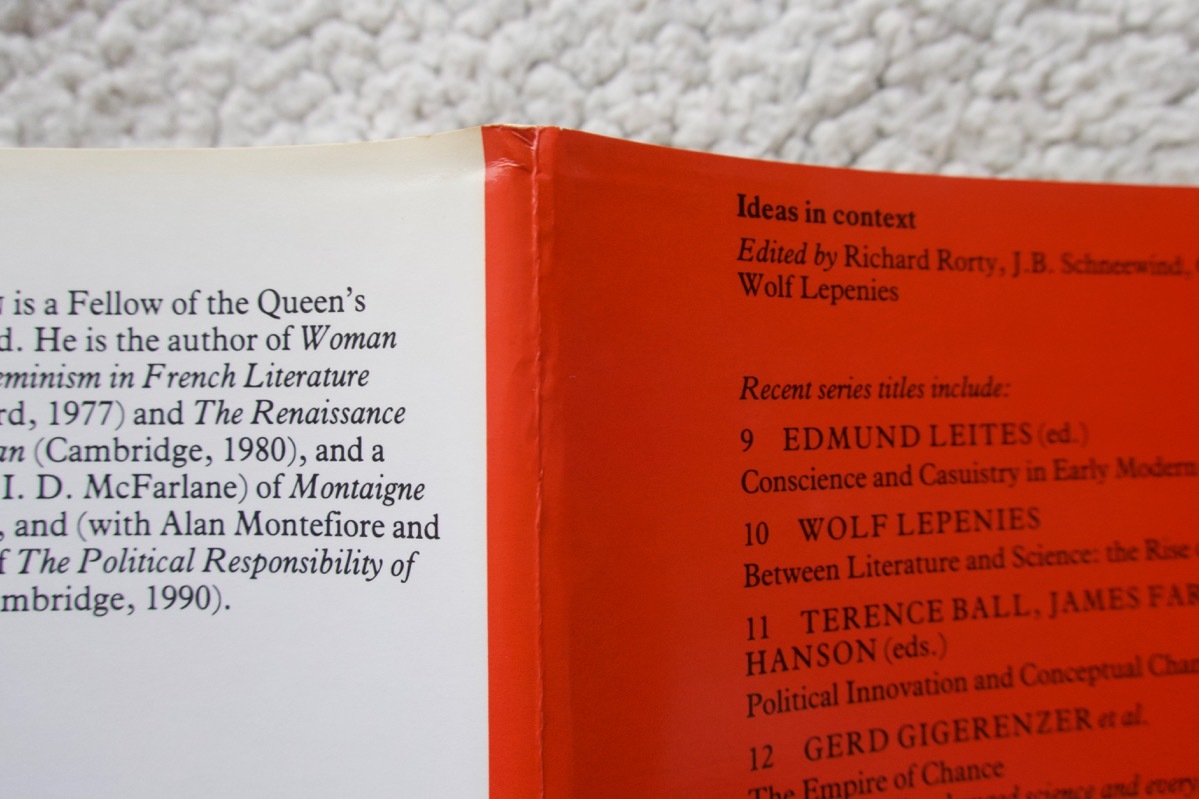 is a Fellow of the Queen's
d. He is the author of Woman
eminism in French Literature
rd, 1977) and The Renaissance
an (Cambridge, 1980), and a
I. D. McFarlane) of Montaigne
, and (with Alan Montefiore and
f The Political Responsibility of
mbridge, 1990).
Ideas in context
Edited by Richard Rorty, J.B. Schneewind,
Wolf Lepenies
Recent series titles include:
9 EDMUND LEITES (ed.)
Conscience and Casuistry in Early Modern
10 WOLF LEPENIES
Between Literature and Science: the Rise
11 TERENCE BALL, JAMES FAR
HANSON (eds.)
Political Innovation and Conceptual Chan
12 GERD GIGERENZER et al.
The Empire of Chance
science and every